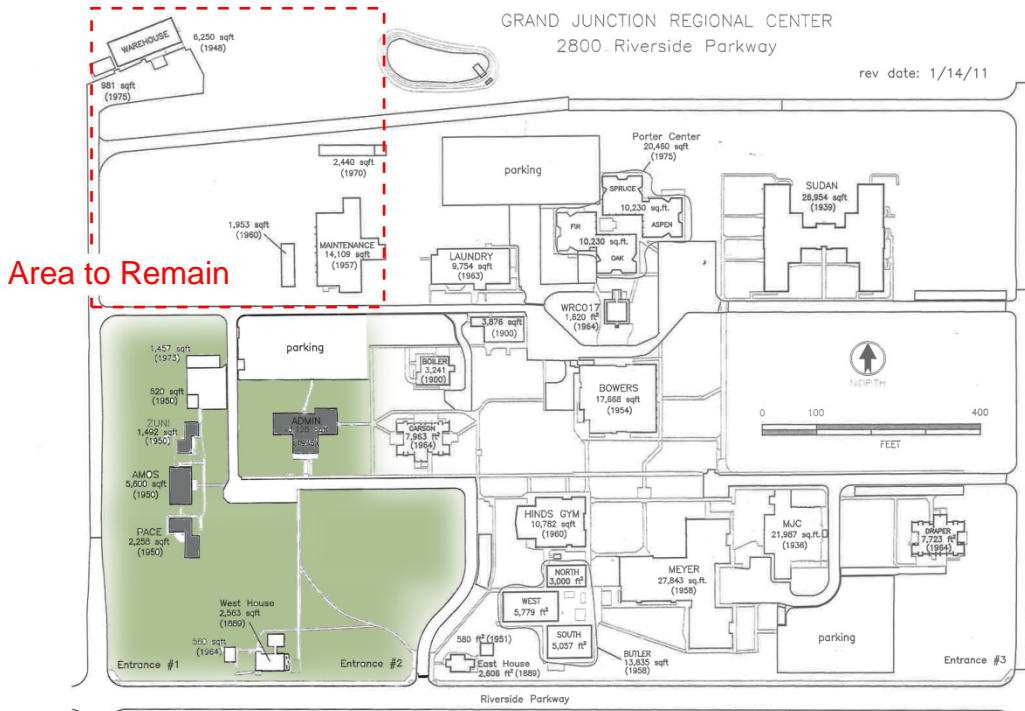 GRAND JUNCTION REGIONAL CENTER
2800 Riverside Parkway
rev date: 1/14/11
WAREHOUSE
6,250 sqft
(1948)
981 sqft
(1975)
2,440 sqft
(1970)
1,953 sqft
(1960)
MAINTENANCE
14,109 sqft
(1957)
Area to Remain
parking
Porter Center
20,460 sqft
(1975)
SPRUCE
10,230 sq.ft.
ASPEN
FIR
10,230 sq.ft.
OAK
SUDAN
26,954 sqft
(1939)
LAUNDRY
9,754 sqft
(1963)
WRC017
1,620 ft²
(1964)
3,876 sqft
(1900)
parking
BOILER
3,241
(1900)
BOWERS
17,668 sqft
(1954)
NORTH
0 100 400
FEET
1,457 sqft
(1973)
520 sqft
(1950)
ZUNI
1,492 sqft
(1950)
ADMIN
CARSON
7,963 ft²
(1964)
AMOS
5,600 sqft
(1950)
PACE
2,258 sqft
(1950)
HINDS GYM
10,782 sqft
(1960)
MJC
21,987 sq.ft.
(1936)
DRAPER
7,723 ft²
(1964)
MEYER
27,843 sq.ft.
(1958)
NORTH
3,000 ft²
WEST
5,779 ft²
SOUTH
5,057 ft²
West House
2,563 sqft
(1889)
560 sqft
(1964)
580 ft² (1951)
East House
2,606 ft² (1889)
BUTLER
13,835 sqft
(1958)
parking
Entrance #1
Entrance #2
Entrance #3
Riverside Parkway